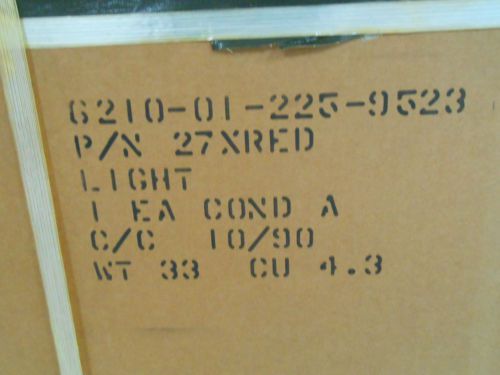 6210-01-225-9523
P/N 27XRED
LIGHT
1 EA COND A
C/C 10/90
WT 33 CU 4.3